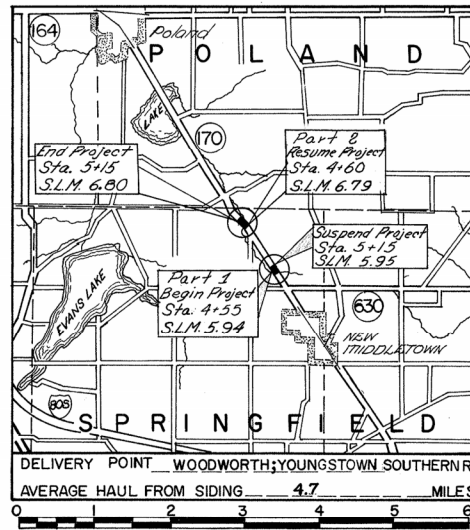 164
Poland
P O L A N D
LAKE
170
End Project
Sta. 5+15
S.L.M. 6.80
Part 2
Resume Project
Sta. 4+60
S.L.M. 6.79
Suspend Project
Sta. 5+15
S.L.M. 5.95
Part 1
Begin Project
Sta. 4+55
S.L.M. 5.94
EVANS LAKE
630
NEW
MIDDLETOWN
80S
S P R I N G F I E L D
DELIVERY POINT WOODWORTH; YOUNGSTOWN SOUTHERN R
AVERAGE HAUL FROM SIDING 4.7 MILES
0 1 2 3 4 5 6